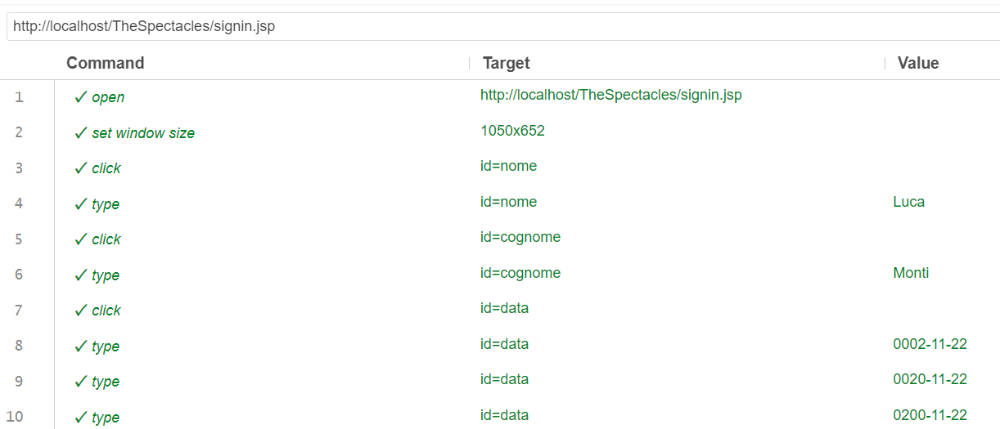 http://localhost/TheSpectacles/signin.jsp
Command Target Value
1 ✓ open http://localhost/TheSpectacles/signin.jsp
2 ✓ set window size 1050x652
3 ✓ click id=nome
4 ✓ type id=nome Luca
5 ✓ click id=cognome
6 ✓ type id=cognome Monti
7 ✓ click id=data
8 ✓ type id=data 0002-11-22
9 ✓ type id=data 0020-11-22
10 ✓ type id=data 0200-11-22